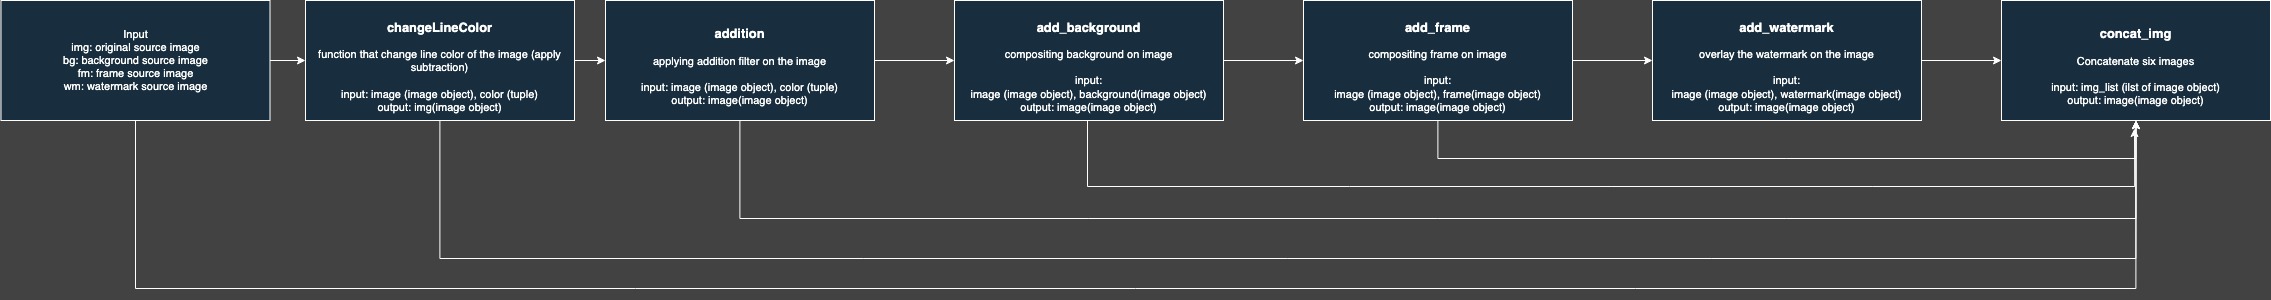 Input
img: original source image
bg: background source image
fm: frame source image
wm: watermark source image
changeLineColor
function that change line color of the image (apply
subtraction)
input: image (image object), color (tuple)
output: img(image object)
addition
applying addition filter on the image
input: image (image object), color (tuple)
output: image(image object)
add_background
compositing background on image
input:
image (image object), background(image object)
output: image(image object)
add_frame
compositing frame on image
input:
image (image object), frame(image object)
output: image(image object)
add_watermark
overlay the watermark on the image
input:
image (image object), watermark(image object)
output: image(image object)
concat_img
Concatenate six images
input: img_list (ilst of image object)
output: image(image object)